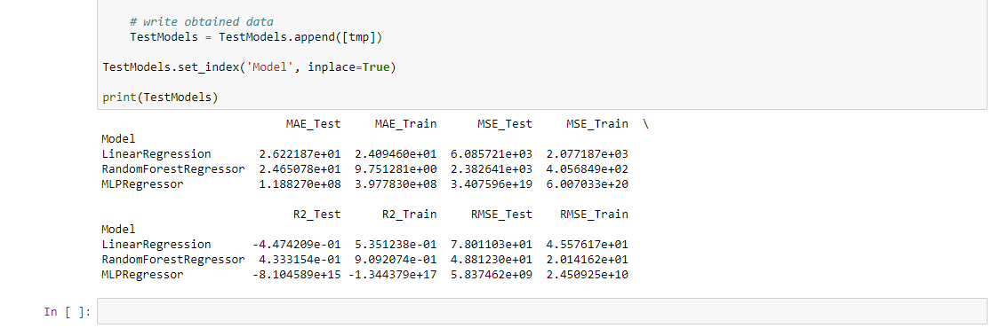 # write obtained data
TestModels = TestModels.append([tmp])
TestModels.set_index('Model', inplace=True)
print(TestModels)
MAE_Test MAE_Train MSE_Test MSE_Train \
Model
LinearRegression 2.622187e+01 2.409460e+01 6.085721e+03 2.077187e+03
RandomForestRegressor 2.465078e+01 9.751281e+00 2.382641e+03 4.056849e+02
MLPRegressor 1.188270e+08 3.977830e+08 3.407596e+19 6.007033e+20
R2_Test R2_Train RMSE_Test RMSE_Train
Model
LinearRegression -4.474209e-01 5.351238e-01 7.801103e+01 4.557617e+01
RandomForestRegressor 4.333154e-01 9.092074e-01 4.881230e+01 2.014162e+01
MLPRegressor -8.104589e+15 -1.344379e+17 5.837462e+09 2.450925e+10
In [ ]: